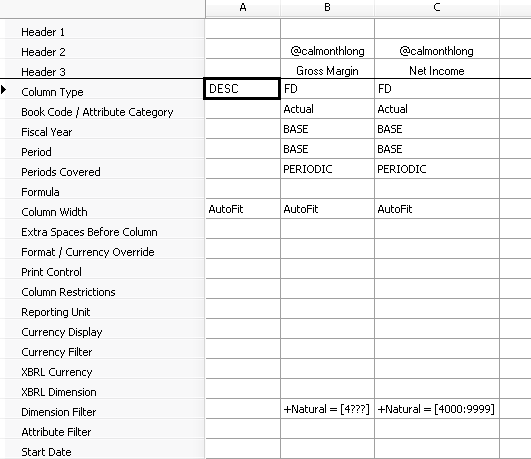 A B C
Header 1
Header 2 @calmonthlong @calmonthlong
Header 3 Gross Margin Net Income
Column Type DESC FD FD
Book Code / Attribute Category Actual Actual
Fiscal Year BASE BASE
Period BASE BASE
Periods Covered PERIODIC PERIODIC
Formula
Column Width AutoFit AutoFit AutoFit
Extra Spaces Before Column
Format / Currency Override
Print Control
Column Restrictions
Reporting Unit
Currency Display
Currency Filter
XBRL Currency
XBRL Dimension
Dimension Filter +Natural = [4???] +Natural = [4000:9999]
Attribute Filter
Start Date